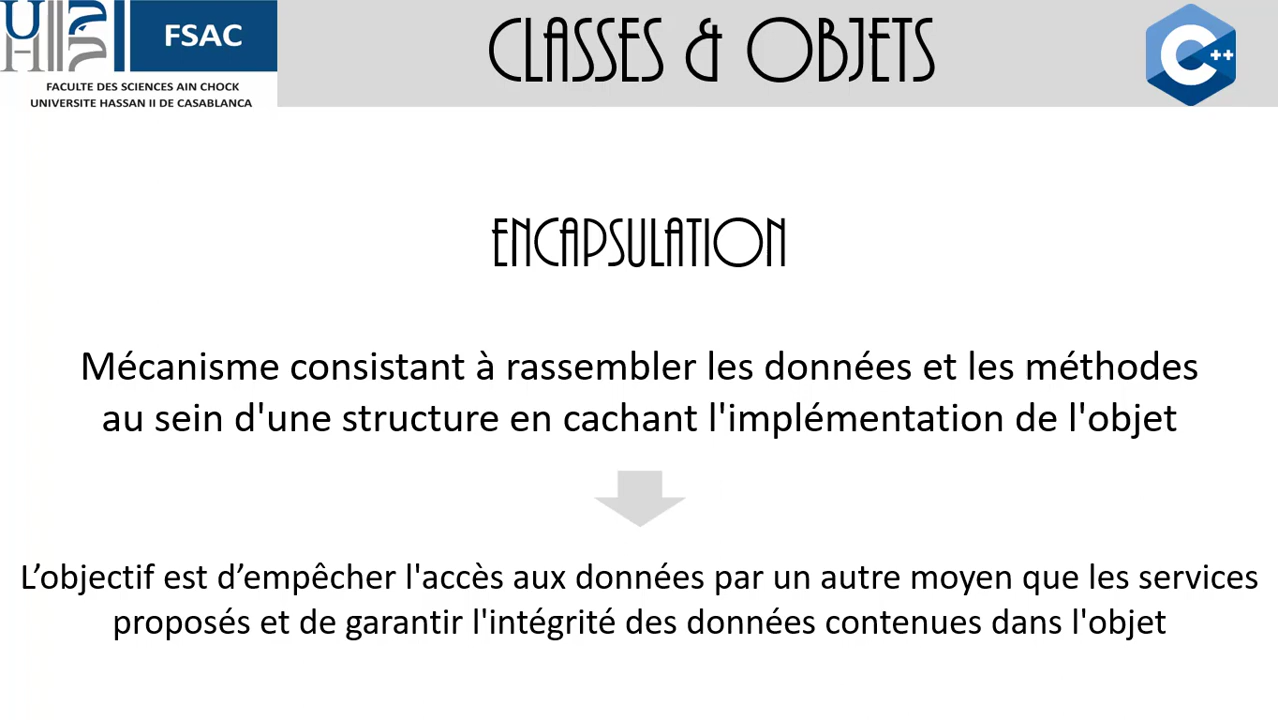 UH
FSAC
FACULTE DES SCIENCES AIN CHOCK
UNIVERSITE HASSAN II DE CASABLANCA
CLASSES & OBJETS
C++
ENCAPSULATION
Mécanisme consistant à rassembler les données et les méthodes
au sein d'une structure en cachant l'implémentation de l'objet
L’objectif est d’empêcher l'accès aux données par un autre moyen que les services
proposés et de garantir l'intégrité des données contenues dans l'objet